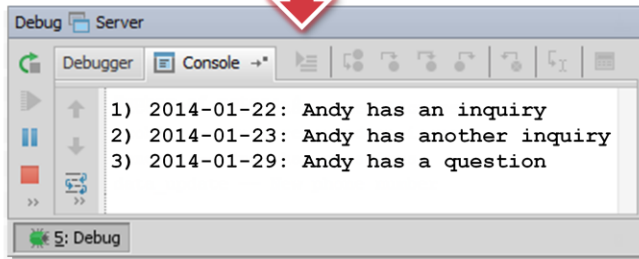 Debug Server
Debugger Console
1) 2014-01-22: Andy has an inquiry
2) 2014-01-23: Andy has another inquiry
3) 2014-01-29: Andy has a question
5: Debug